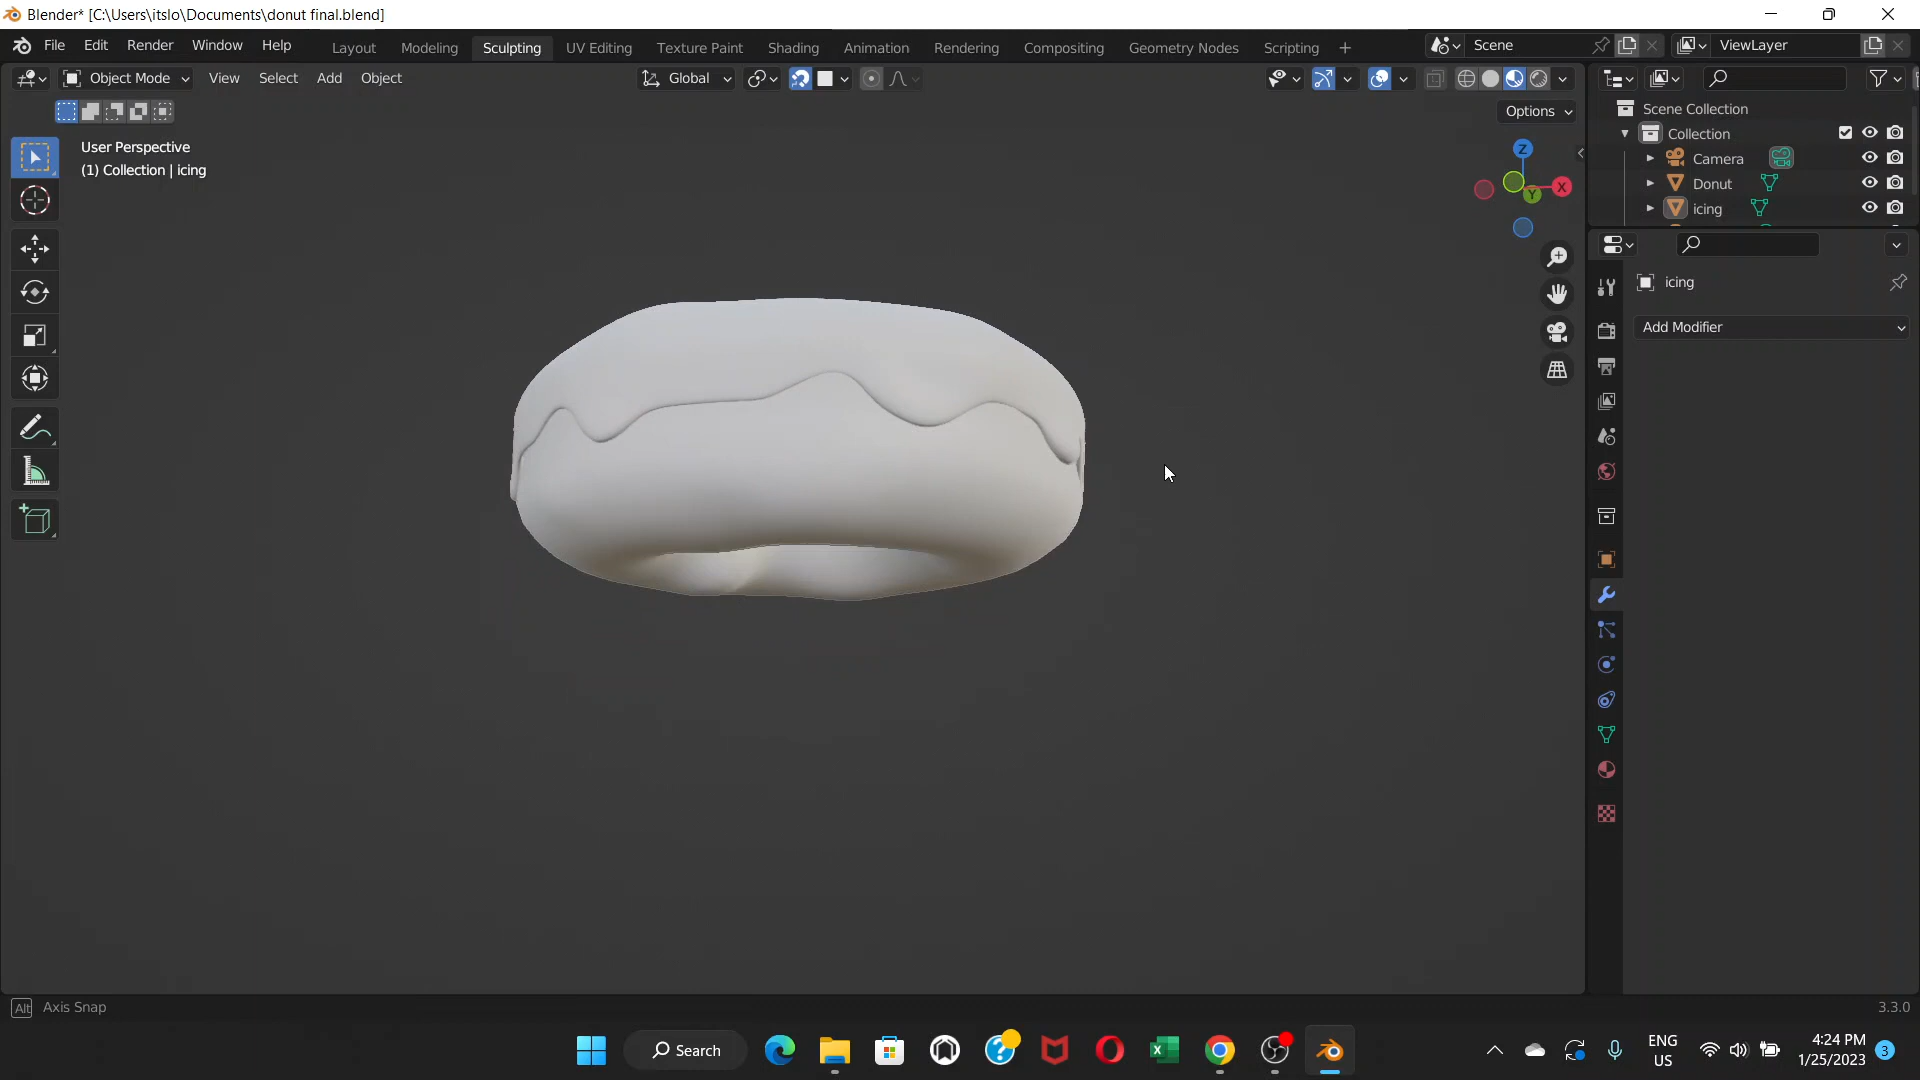 Blender* [C:\Users\itslo\Documents\donut final.blend]
File Edit Render Window Help Layout Modeling Sculpting UV Editing Texture Paint Shading Animation Rendering Compositing Geometry Nodes Scripting + Scene ViewLayer
Object Mode View Select Add Object Global
Options
User Perspective
(1) Collection | icing
Z
X
Y
Scene Collection
Collection
Camera
Donut
icing
icing
Add Modifier
Alt Axis Snap
3.3.0
Search
ENG
US
4:24 PM
1/25/2023
3